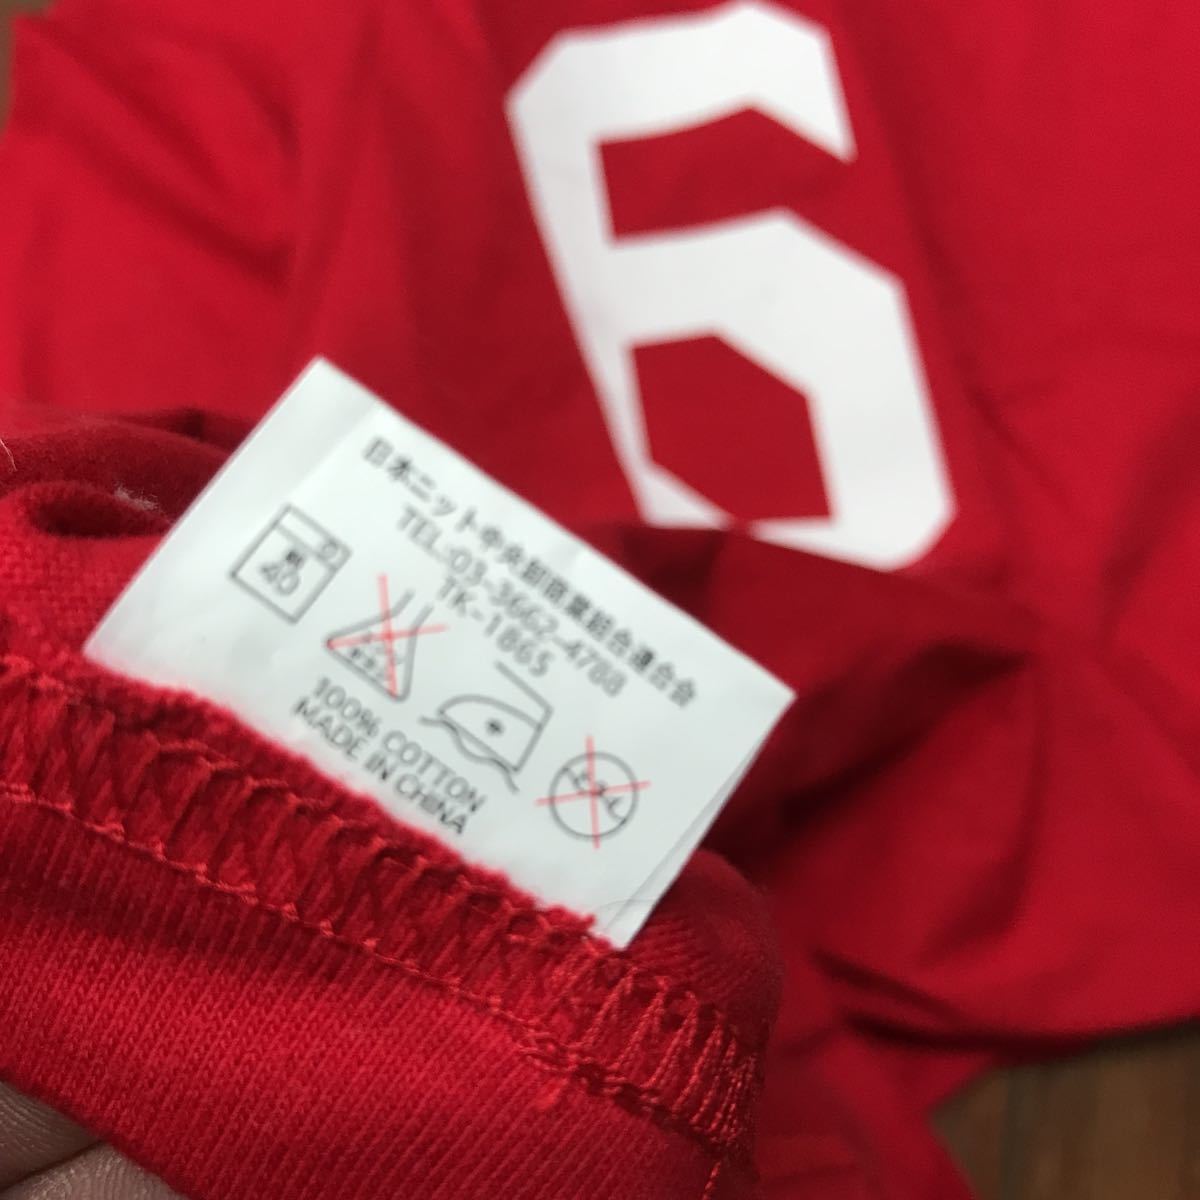 6
日本ニット中央卸商業組合連合会
TEL:03-3662-4788
TK-1865
弱
40
100% COTTON
MADE IN CHINA